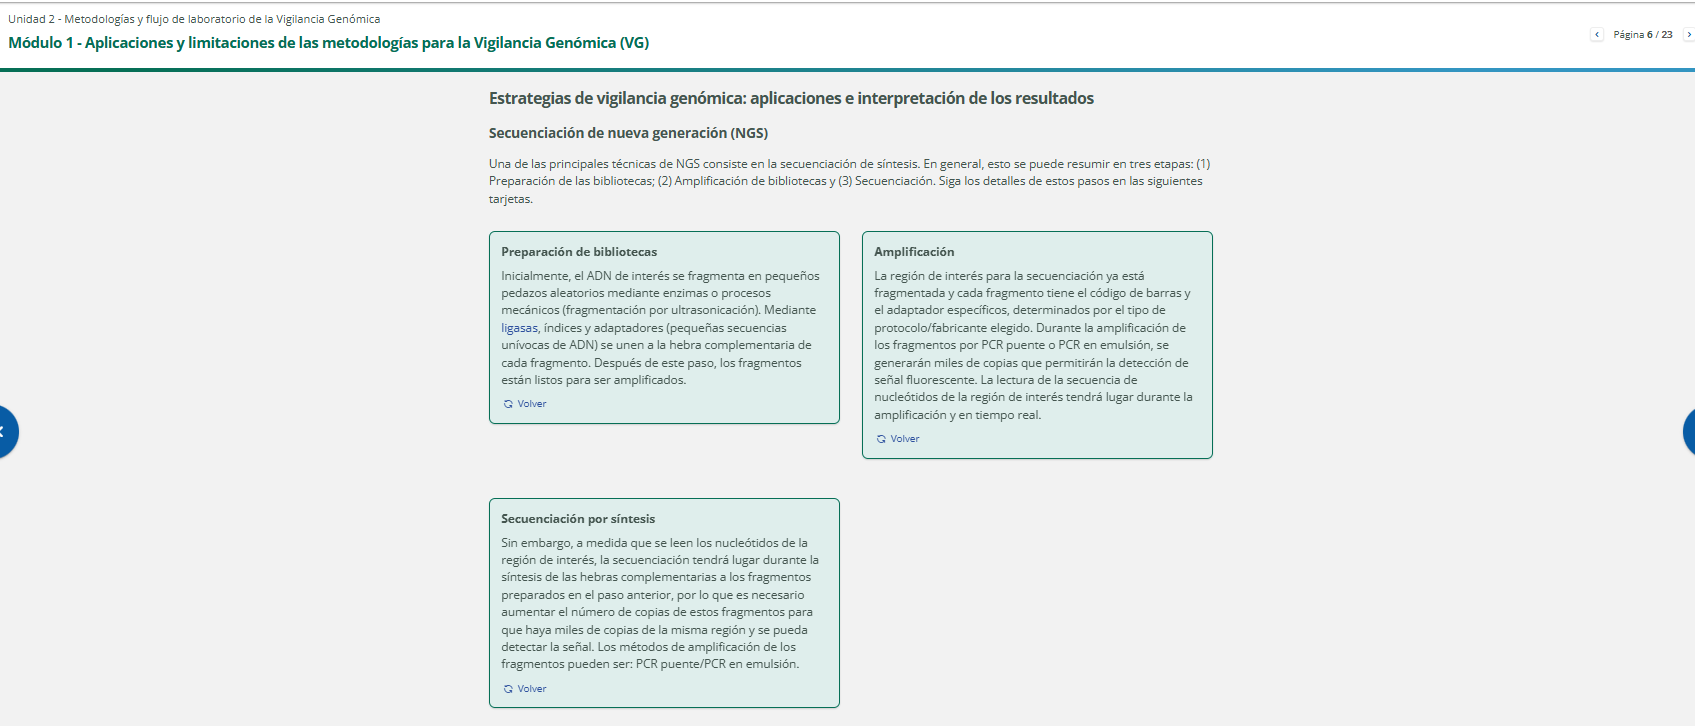 Unidad 2 - Metodologías y flujo de laboratorio de la Vigilancia Genómica
Módulo 1 - Aplicaciones y limitaciones de las metodologías para la Vigilancia Genómica (VG)
Página 6 / 23
Estrategias de vigilancia genómica: aplicaciones e interpretación de los resultados
Secuenciación de nueva generación (NGS)
Una de las principales técnicas de NGS consiste en la secuenciación de síntesis. En general, esto se puede resumir en tres etapas: (1)
Preparación de las bibliotecas; (2) Amplificación de bibliotecas y (3) Secuenciación. Siga los detalles de estos pasos en las siguientes
tarjetas.
Preparación de bibliotecas
Inicialmente, el ADN de interés se fragmenta en pequeños
pedazos aleatorios mediante enzimas o procesos
mecánicos (fragmentación por ultrasonicación). Mediante
ligasas, índices y adaptadores (pequeñas secuencias
unívocas de ADN) se unen a la hebra complementaria de
cada fragmento. Después de este paso, los fragmentos
están listos para ser amplificados.
Volver
Amplificación
La región de interés para la secuenciación ya está
fragmentada y cada fragmento tiene el código de barras y
el adaptador específicos, determinados por el tipo de
protocolo/fabricante elegido. Durante la amplificación de
los fragmentos por PCR puente o PCR en emulsión, se
generarán miles de copias que permitirán la detección de
señal fluorescente. La lectura de la secuencia de
nucleótidos de la región de interés tendrá lugar durante la
amplificación y en tiempo real.
Volver
Secuenciación por síntesis
Sin embargo, a medida que se leen los nucleótidos de la
región de interés, la secuenciación tendrá lugar durante la
síntesis de las hebras complementarias a los fragmentos
preparados en el paso anterior, por lo que es necesario
aumentar el número de copias de estos fragmentos para
que haya miles de copias de la misma región y se pueda
detectar la señal. Los métodos de amplificación de los
fragmentos pueden ser: PCR puente/PCR en emulsión.
Volver